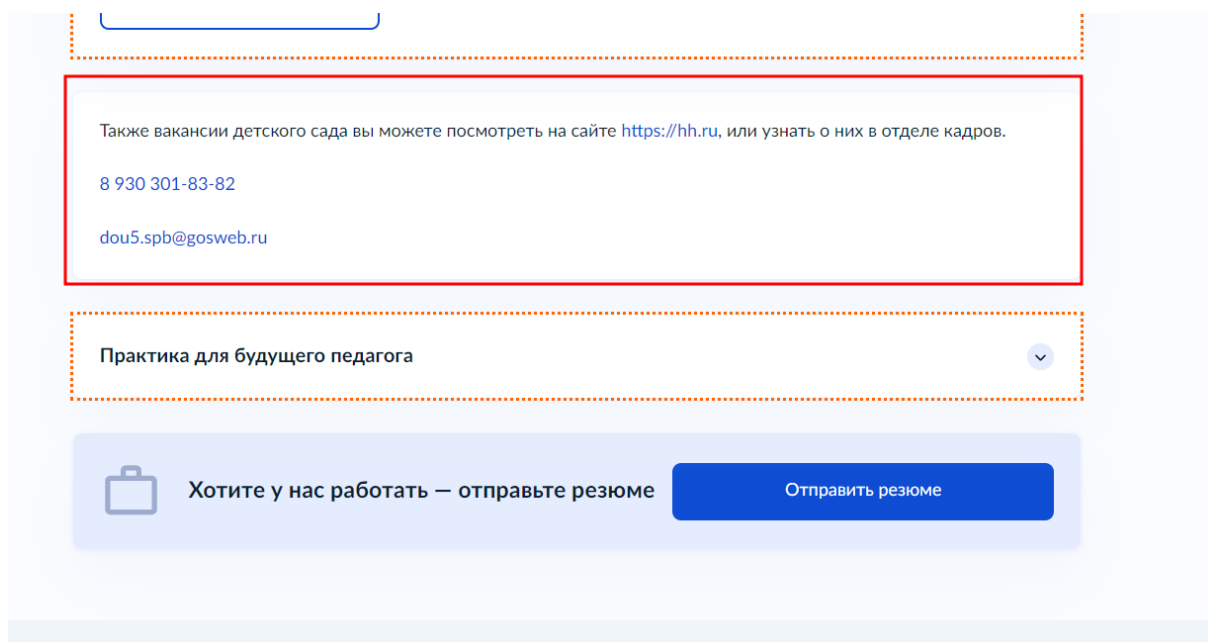 Также вакансии детского сада вы можете посмотреть на сайте https://hh.ru, или узнать о них в отделе кадров.
8 930 301-83-82
dou5.spb@gosweb.ru
Практика для будущего педагога
Хотите у нас работать — отправьте резюме
Отправить резюме